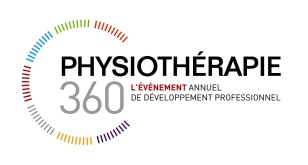 PHYSIOTHÉRAPIE
360 L'ÉVÉNEMENT ANNUEL
DE DÉVELOPPEMENT PROFESSIONNEL